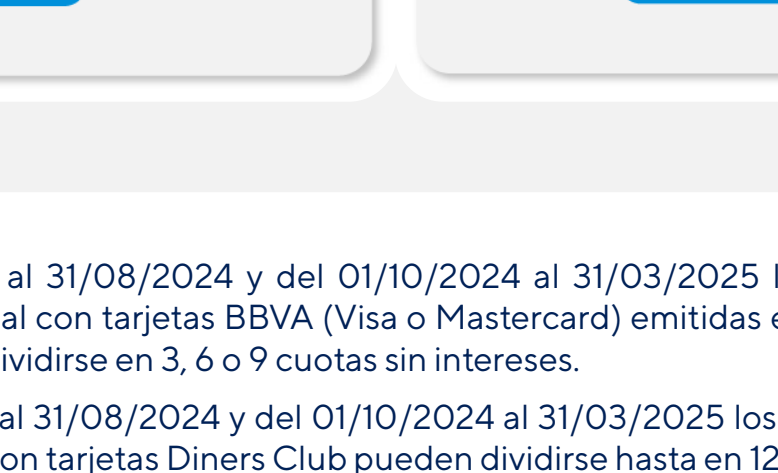 al 31/08/2024 y del 01/10/2024 al 31/03/2025
al con tarjetas BBVA (Visa o Mastercard) emitidas
ividirse en 3, 6 o 9 cuotas sin intereses.
al 31/08/2024 y del 01/10/2024 al 31/03/2025 los
on tarjetas Diners Club pueden dividirse hasta en 12